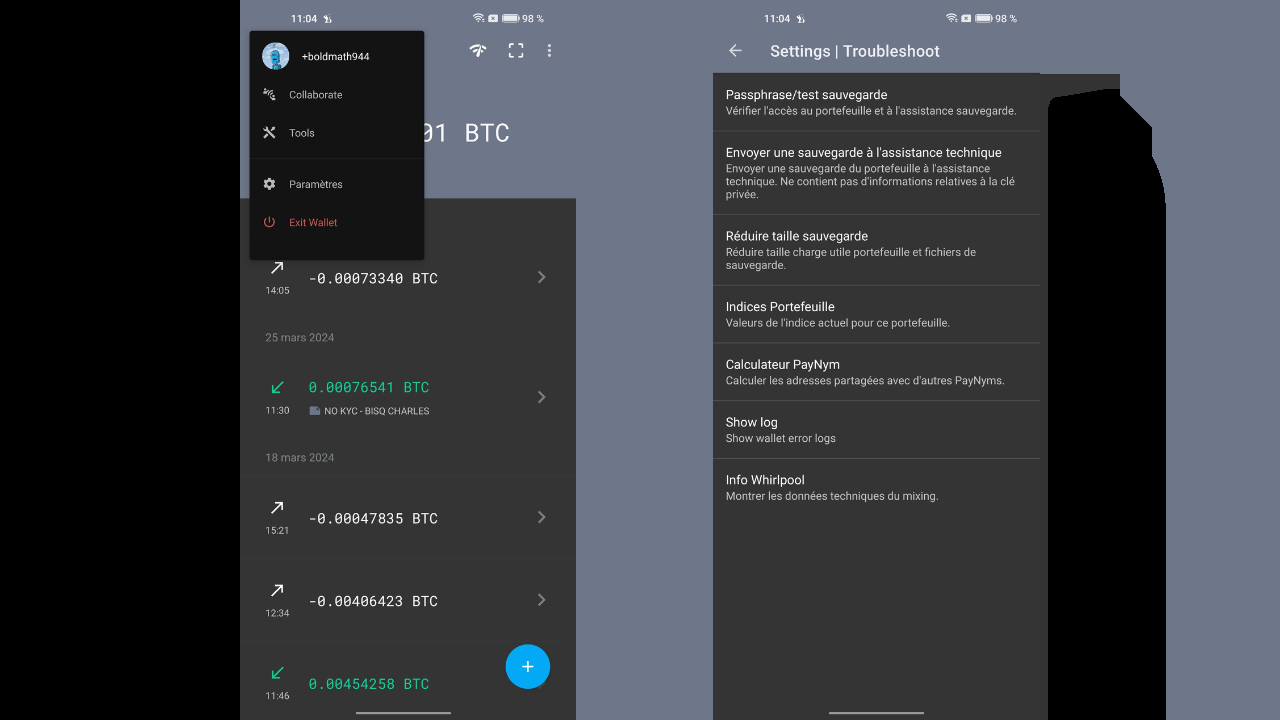 11:04
98 %
+boldmath944
Collaborate
Tools
Paramètres
Exit Wallet
01 BTC
14:05
-0.00073340 BTC
25 mars 2024
0.00076541 BTC
11:30
NO KYC - BISQ CHARLES
18 mars 2024
-0.00047835 BTC
15:21
-0.00406423 BTC
12:34
0.00454258 BTC
11:46
11:04
98 %
Settings | Troubleshoot
Passphrase/test sauvegarde
Vérifier l'accès au portefeuille et à l'assistance sauvegarde.
Envoyer une sauvegarde à l'assistance technique
Envoyer une sauvegarde du portefeuille à l'assistance
technique. Ne contient pas d'informations relatives à la clé
privée.
Réduire taille sauvegarde
Réduire taille charge utile portefeuille et fichiers de
sauvegarde.
Indices Portefeuille
Valeurs de l'indice actuel pour ce portefeuille.
Calculateur PayNym
Calculer les adresses partagées avec d'autres PayNyms.
Show log
Show wallet error logs
Info Whirlpool
Montrer les données techniques du mixing.